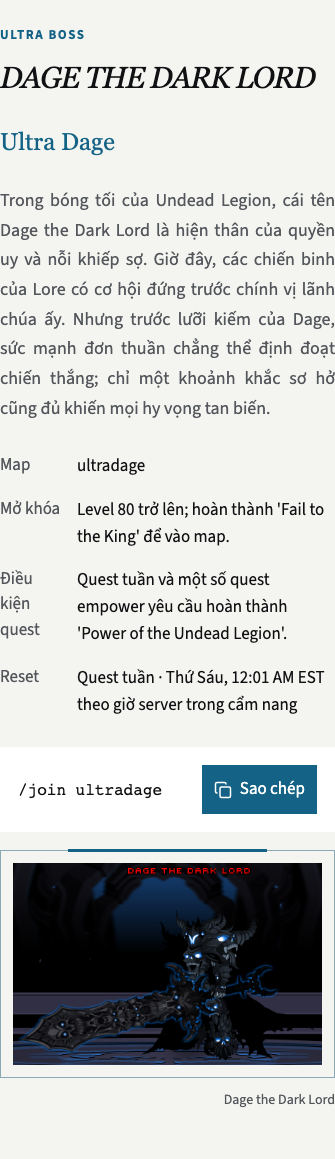 ULTRA BOSS
DAGE THE DARK LORD
Ultra Dage
Trong bóng tối của Undead Legion, cái tên
Dage the Dark Lord là hiện thân của quyền
uy và nỗi khiếp sợ. Giờ đây, các chiến binh
của Lore có cơ hội đứng trước chính vị lãnh
chúa ấy. Nhưng trước lưỡi kiếm của Dage,
sức mạnh đơn thuần chẳng thể định đoạt
chiến thắng; chỉ một khoảnh khắc sơ hở
cũng đủ khiến mọi hy vọng tan biến.
Map
ultradage
Mở khóa
Level 80 trở lên; hoàn thành 'Fail to
the King' để vào map.
Điều
kiện
quest
Quest tuần và một số quest
empower yêu cầu hoàn thành
'Power of the Undead Legion'.
Reset
Quest tuần · Thứ Sáu, 12:01 AM EST
theo giờ server trong cẩm nang
/join ultradage
Sao chép
DAGE THE DARK LORD
Dage the Dark Lord